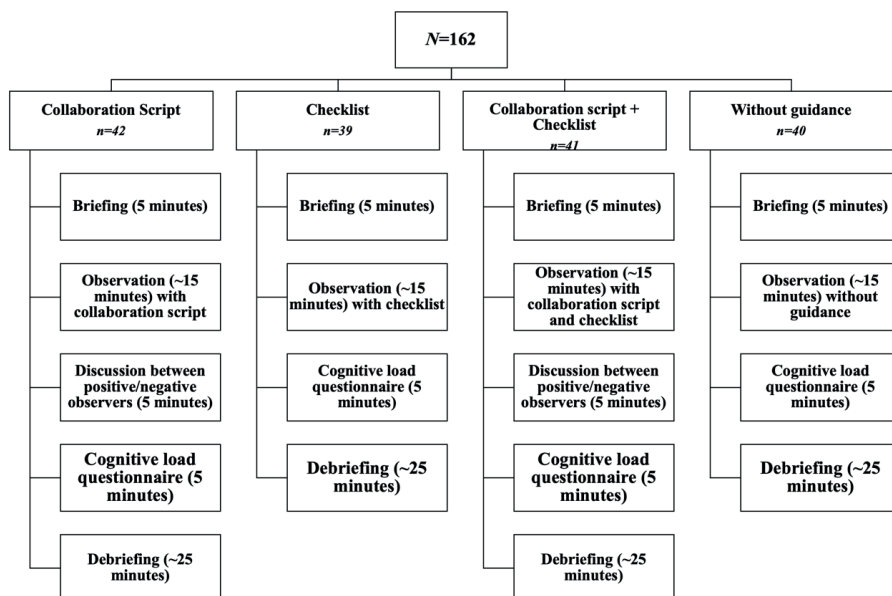 N=162
Collaboration Script
n=42
Briefing (5 minutes)
Observation (~15
minutes) with
collaboration script
Discussion between
positive/negative
observers (5 minutes)
Cognitive load
questionnaire (5
minutes)
Debriefing (~25
minutes)
Checklist
n=39
Briefing (5 minutes)
Observation (~15
minutes) with checklist
Cognitive load
questionnaire (5
minutes)
Debriefing (~25
minutes)
Collaboration script +
Checklist
n=41
Briefing (5 minutes)
Observation (~15
minutes) with
collaboration script
and checklist
Discussion between
positive/negative
observers (5 minutes)
Cognitive load
questionnaire (5
minutes)
Debriefing (~25
minutes)
Without guidance
n=40
Briefing (5 minutes)
Observation (~15
minutes) without
guidance
Cognitive load
questionnaire (5
minutes)
Debriefing (~25
minutes)